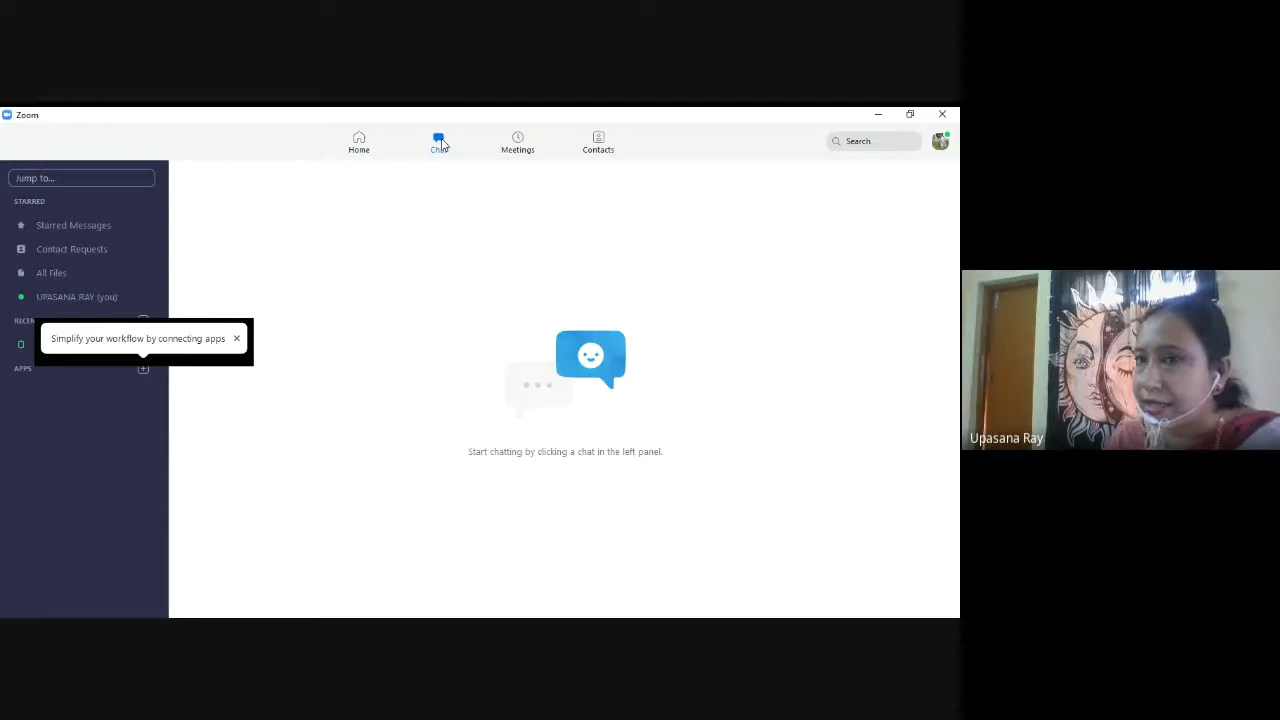 Zoom
Home
Chat
Meetings
Contacts
Search
Jump to...
STARRED
Starred Messages
Contact Requests
All Files
UPASANA RAY (you)
RECEN
Simplify your workflow by connecting apps
APPS
Start chatting by clicking a chat in the left panel.
Upasana Ray